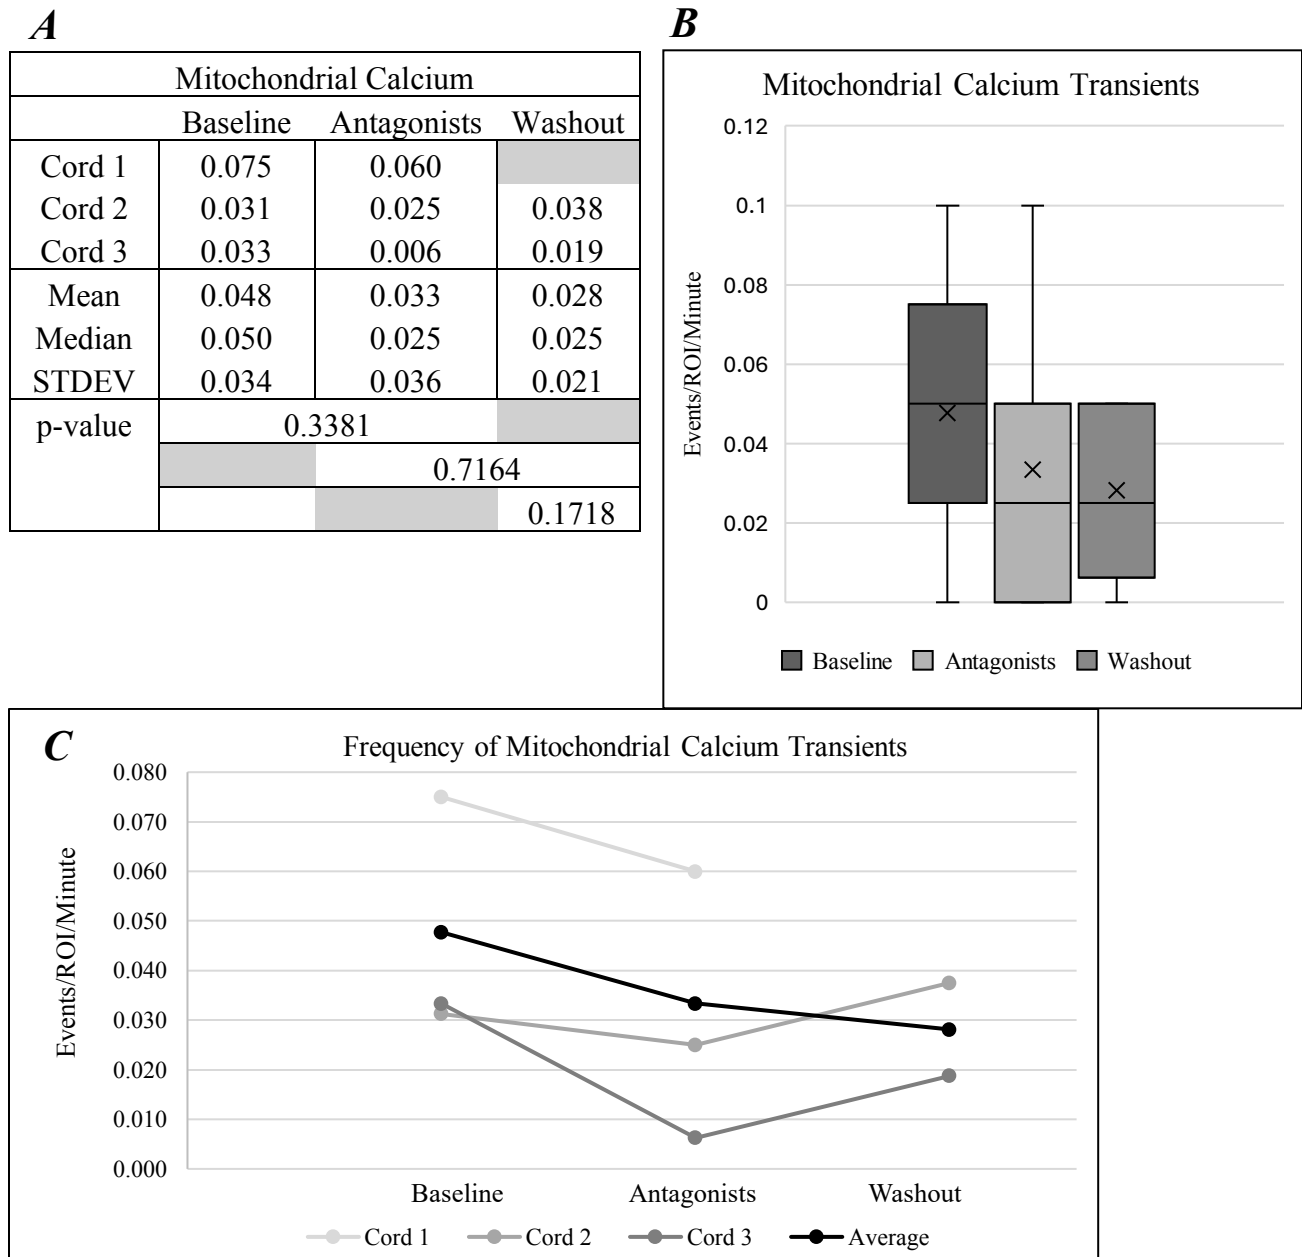 A
Mitochondrial Calcium
Baseline Antagonists Washout
Cord 1 0.075 0.060
Cord 2 0.031 0.025 0.038
Cord 3 0.033 0.006 0.019
Mean 0.048 0.033 0.028
Median 0.050 0.025 0.025
STDEV 0.034 0.036 0.021
p-value 0.3381
0.7164
0.1718
B
Mitochondrial Calcium Transients
Events/ROI/Minute
0.12
0.1
0.08
0.06
0.04
0.02
0
Baseline Antagonists Washout
C
Frequency of Mitochondrial Calcium Transients
Events/ROI/Minute
0.080
0.070
0.060
0.050
0.040
0.030
0.020
0.010
0.000
Baseline Antagonists Washout
Cord 1 Cord 2 Cord 3 Average